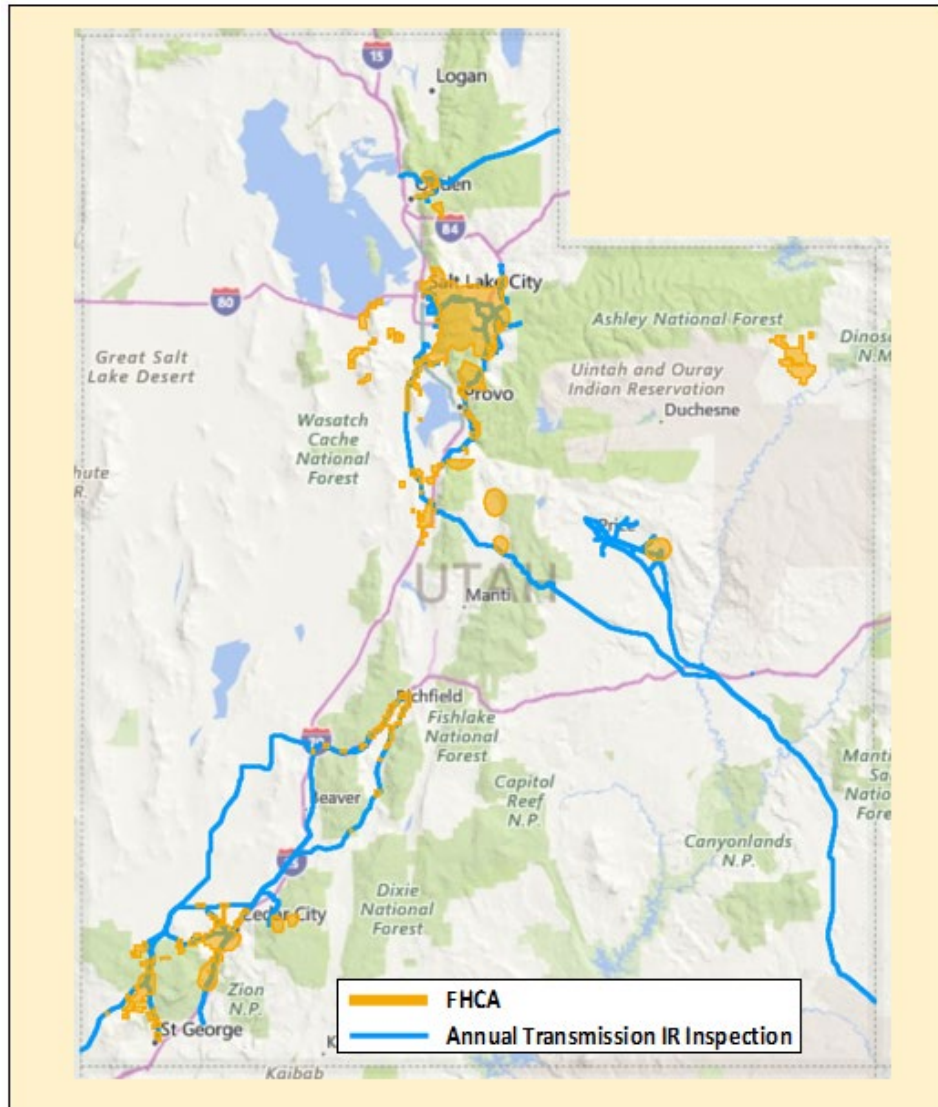 15
Logan
Ogden
84
Salt Lake City
80
Ashley National Forest
Great Salt
Lake Desert
Uintah and Ouray
Indian Reservation
Provo
Duchesne
Wasatch
Cache
National
Forest
Price
UTAH
Manti
Richfield
Fishlake
National
Forest
70
Beaver
Capitol
Reef
N.P.
Canyonlands
N.P.
Dixie
National
Forest
Cedar City
Zion
N.P.
St George
Kaibab
FHCA
Annual Transmission IR Inspection